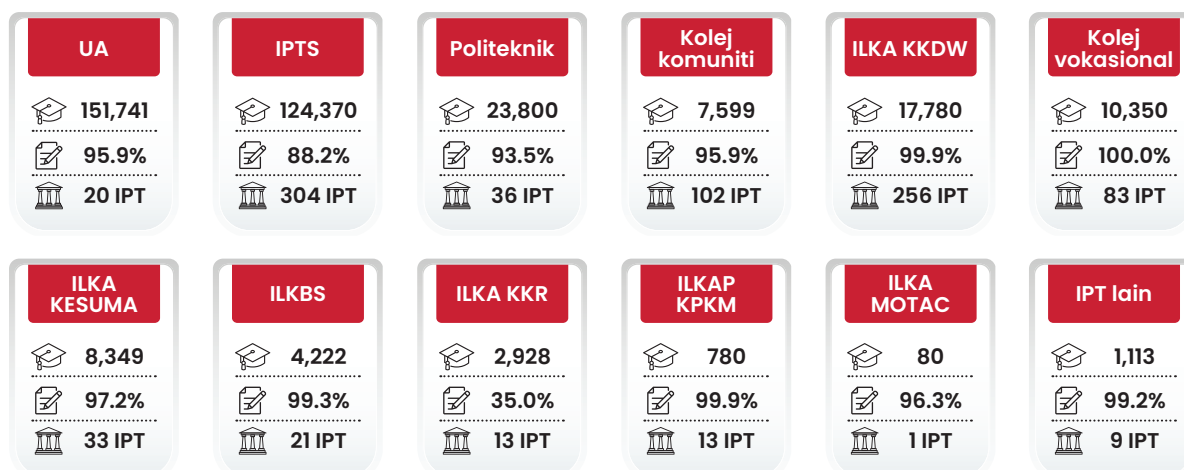 UA
151,741
95.9%
20 IPT
IPTS
124,370
88.2%
304 IPT
Politeknik
23,800
93.5%
36 IPT
Kolej
komuniti
7,599
95.9%
102 IPT
ILKA KKDW
17,780
99.9%
256 IPT
Kolej
vokasional
10,350
100.0%
83 IPT
ILKA
KESUMA
8,349
97.2%
33 IPT
ILKBS
4,222
99.3%
21 IPT
ILKA KKR
2,928
35.0%
13 IPT
ILKAP
KPKM
780
99.9%
13 IPT
ILKA
MOTAC
80
96.3%
1 IPT
IPT lain
1,113
99.2%
9 IPT